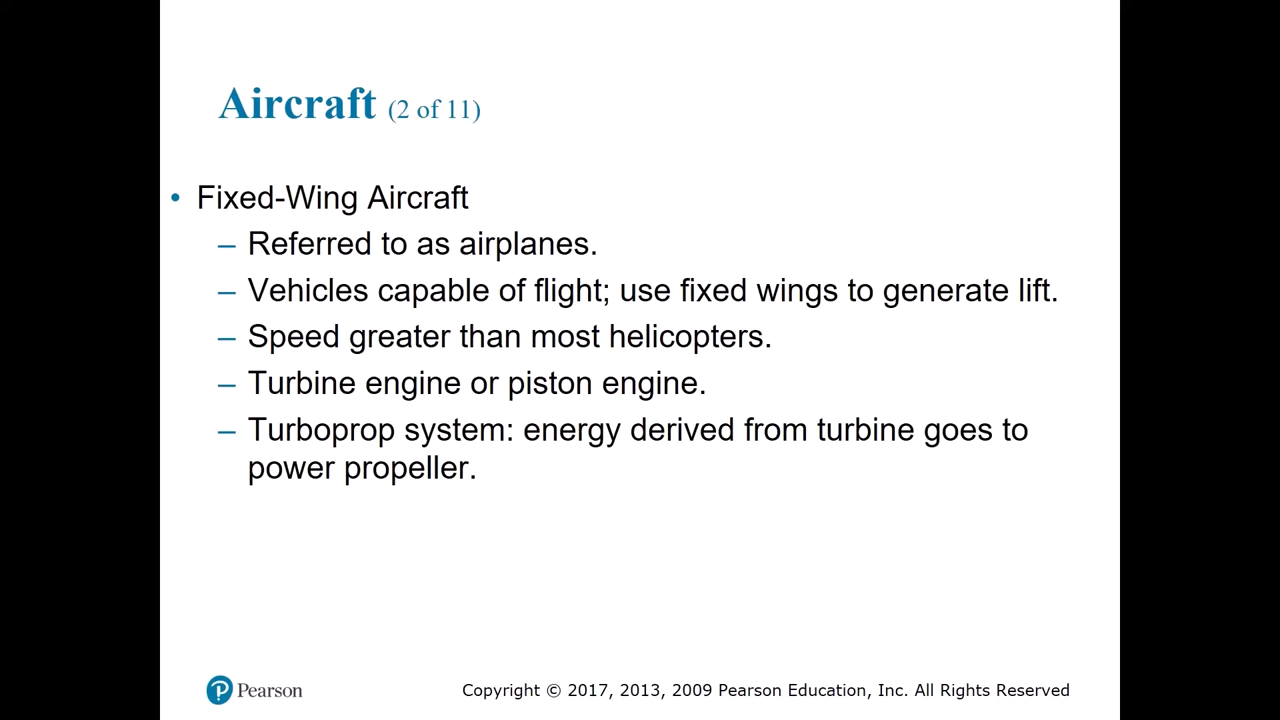 Aircraft (2 of 11)
• Fixed-Wing Aircraft
– Referred to as airplanes.
– Vehicles capable of flight; use fixed wings to generate lift.
– Speed greater than most helicopters.
– Turbine engine or piston engine.
– Turboprop system: energy derived from turbine goes to
power propeller.
Pearson
Copyright © 2017, 2013, 2009 Pearson Education, Inc. All Rights Reserved